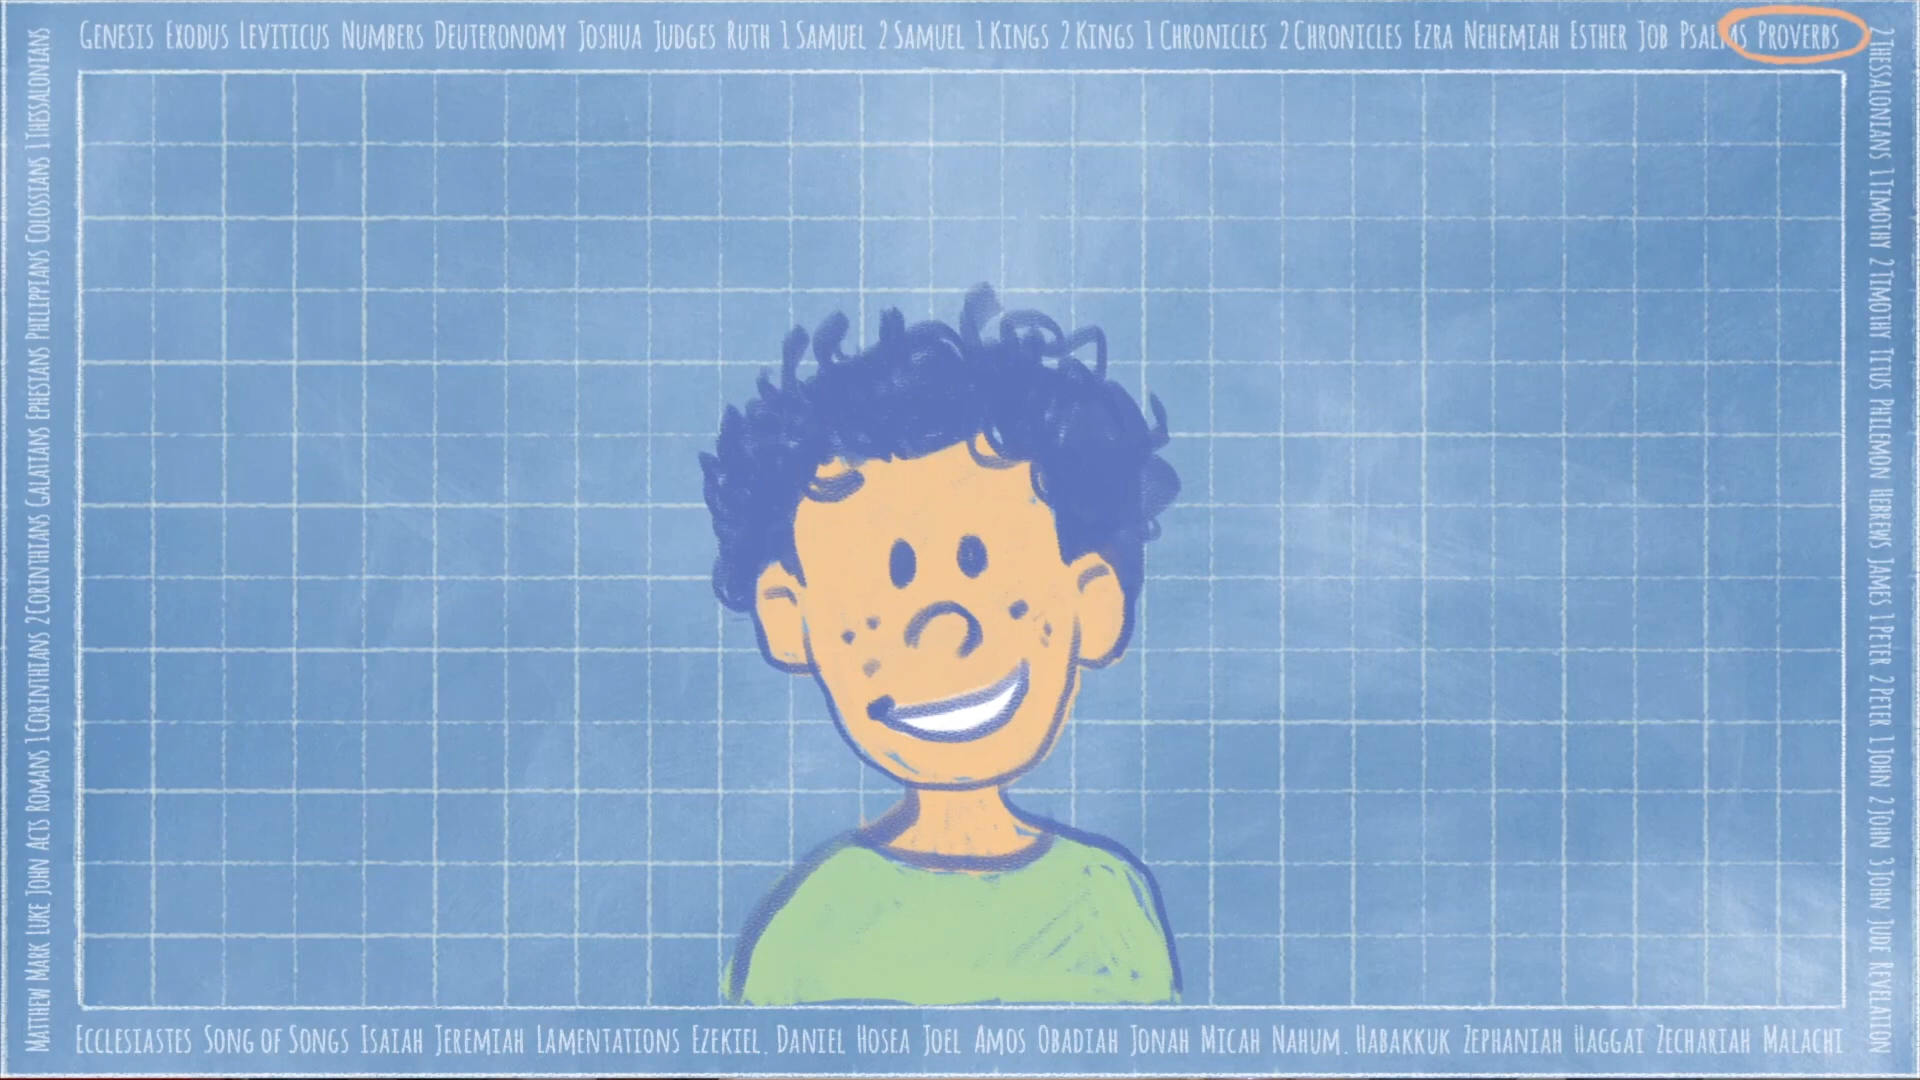 Genesis Exodus Leviticus Numbers Deuteronomy Joshua Judges Ruth 1 Samuel 2 Samuel 1 Kings 2 Kings 1 Chronicles 2 Chronicles Ezra Nehemiah Esther Job Psalms Proverbs
Ecclesiastes Song of Songs Isaiah Jeremiah Lamentations Ezekiel. Daniel Hosea Joel Amos Obadiah Jonah Micah Nahum. Habakkuk Zephaniah Haggai Zechariah Malachi
Matthew Mark Luke John Acts Romans 1 Corinthians 2 Corinthians Galatians Ephesians Philippians Colossians 1 Thessalonians
2 Thessalonians 1 Timothy 2 Timothy Titus Philemon Hebrews James 1 Peter 2 Peter 1 John 2 John 3 John Jude Revelation